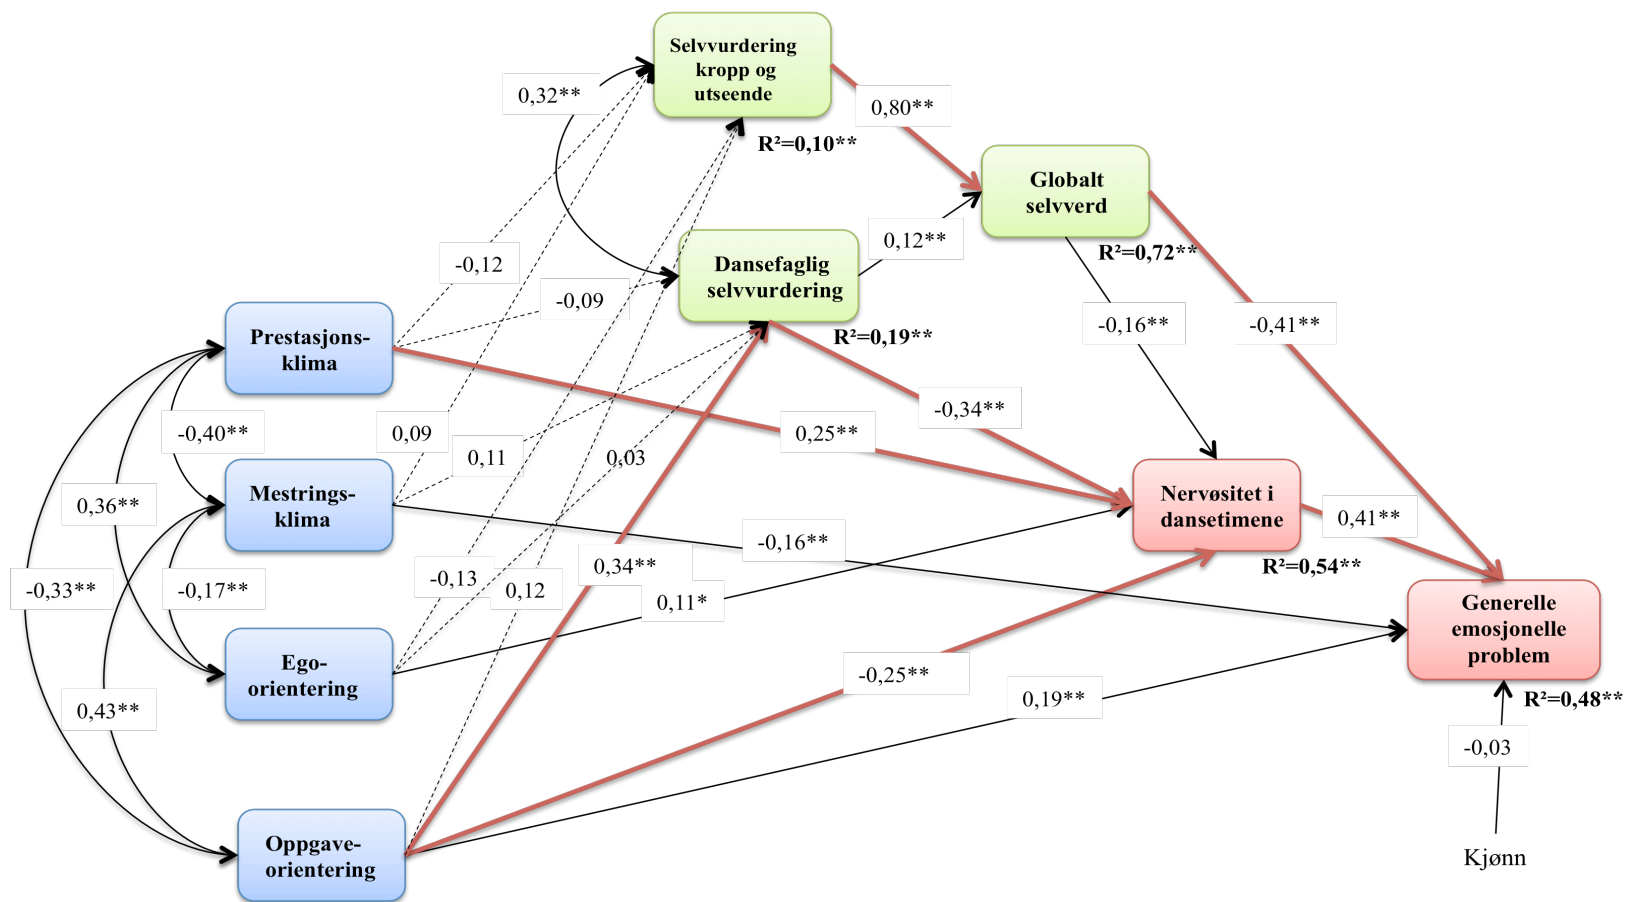 Selvvurdering
kropp og
utseende
0,32**
0,80**
R²=0,10**
Globalt
selvverd
0,12**
R²=0,72**
-0,12
Dansefaglig
selvvurdering
-0,09
Prestasjons-
klima
R²=0,19**
-0,16**
-0,41**
-0,34**
-0,40**
0,09
0,11
0,03
0,25**
Mestrings-
klima
0,36**
Nervøsitet i
dansetimene
0,41**
-0,16**
R²=0,54**
-0,33**
-0,17**
-0,13
0,12
0,34**
0,11*
Generelle
emosjonelle
problem
Ego-
orientering
-0,25**
0,19**
R²=0,48**
0,43**
-0,03
Oppgave-
orientering
Kjønn